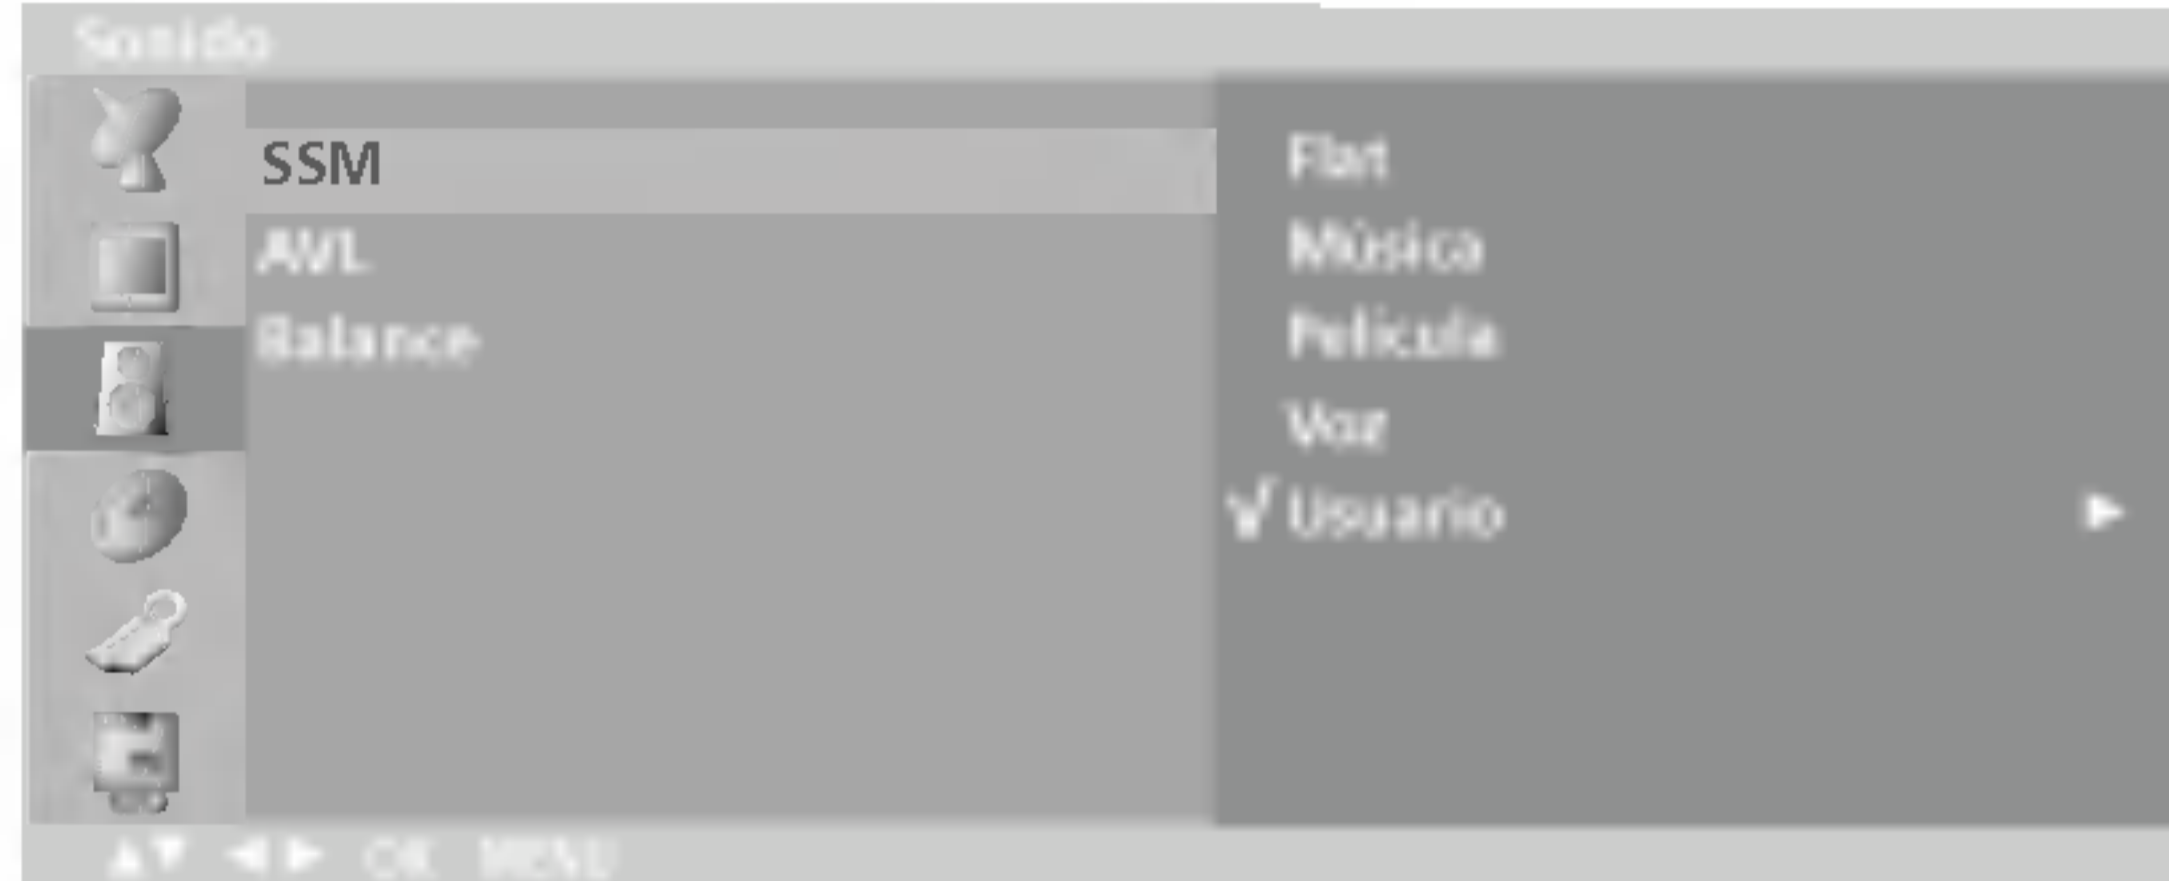 Sonido
SSM
AVL
Balance
Flat
Música
Película
Voz
√ Usuario ►
▲▼ ◄► OK MENU